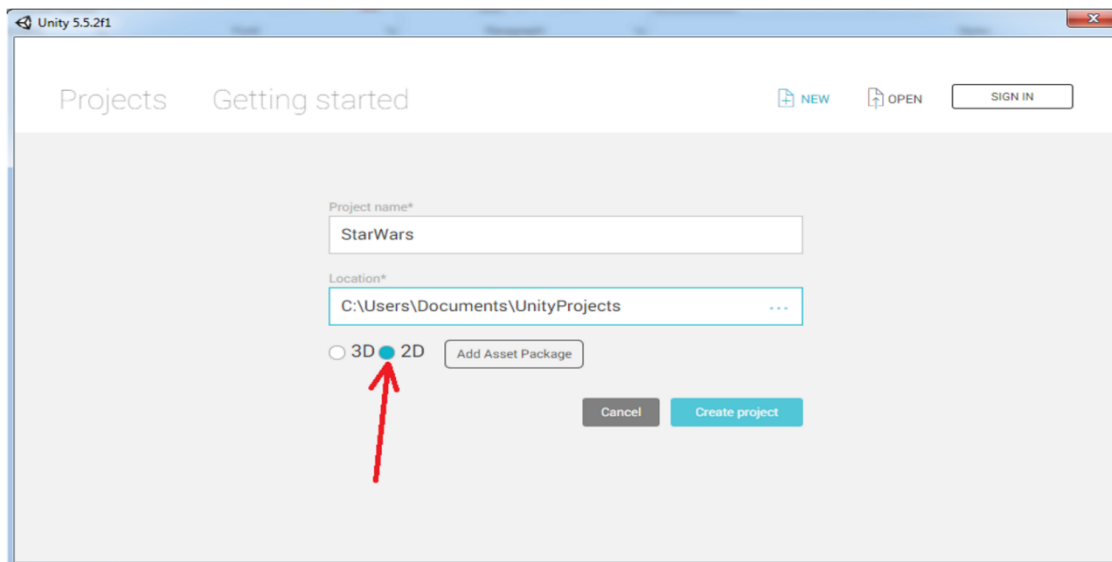 Unity 5.5.2f1
Projects Getting started NEW OPEN SIGN IN
Project name*
StarWars
Location*
C:\Users\Documents\UnityProjects ...
3D 2D Add Asset Package
Cancel Create project